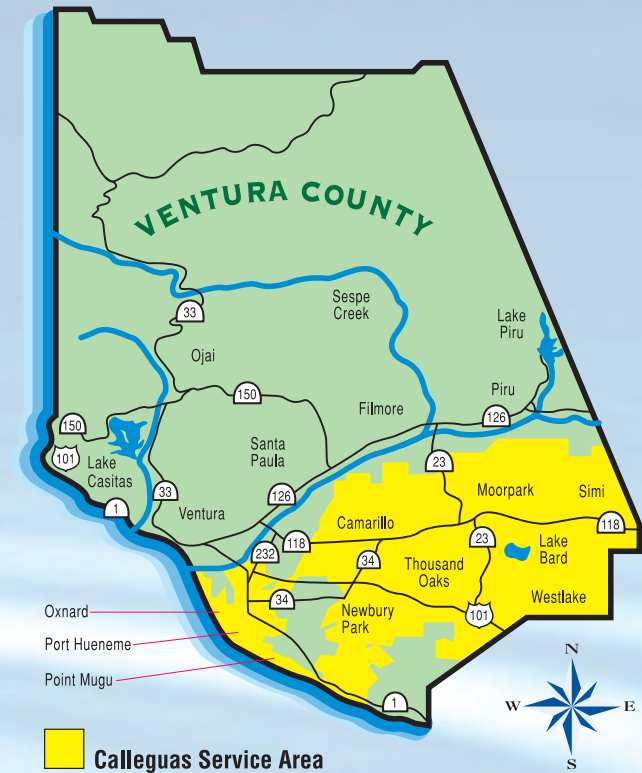 VENTURA COUNTY
Sespe
Creek
33
Lake
Piru
Ojai
150
Piru
Filmore
126
150
101
Lake
Casitas
Santa
Paula
23
33
126
Moorpark
Simi
1
Ventura
Camarillo
118
232
118
34
23
Lake
Bard
Thousand
Oaks
34
Newbury
Park
Westlake
101
Oxnard
Port Hueneme
Point Mugu
1
N
W
E
S
Calleguas Service Area